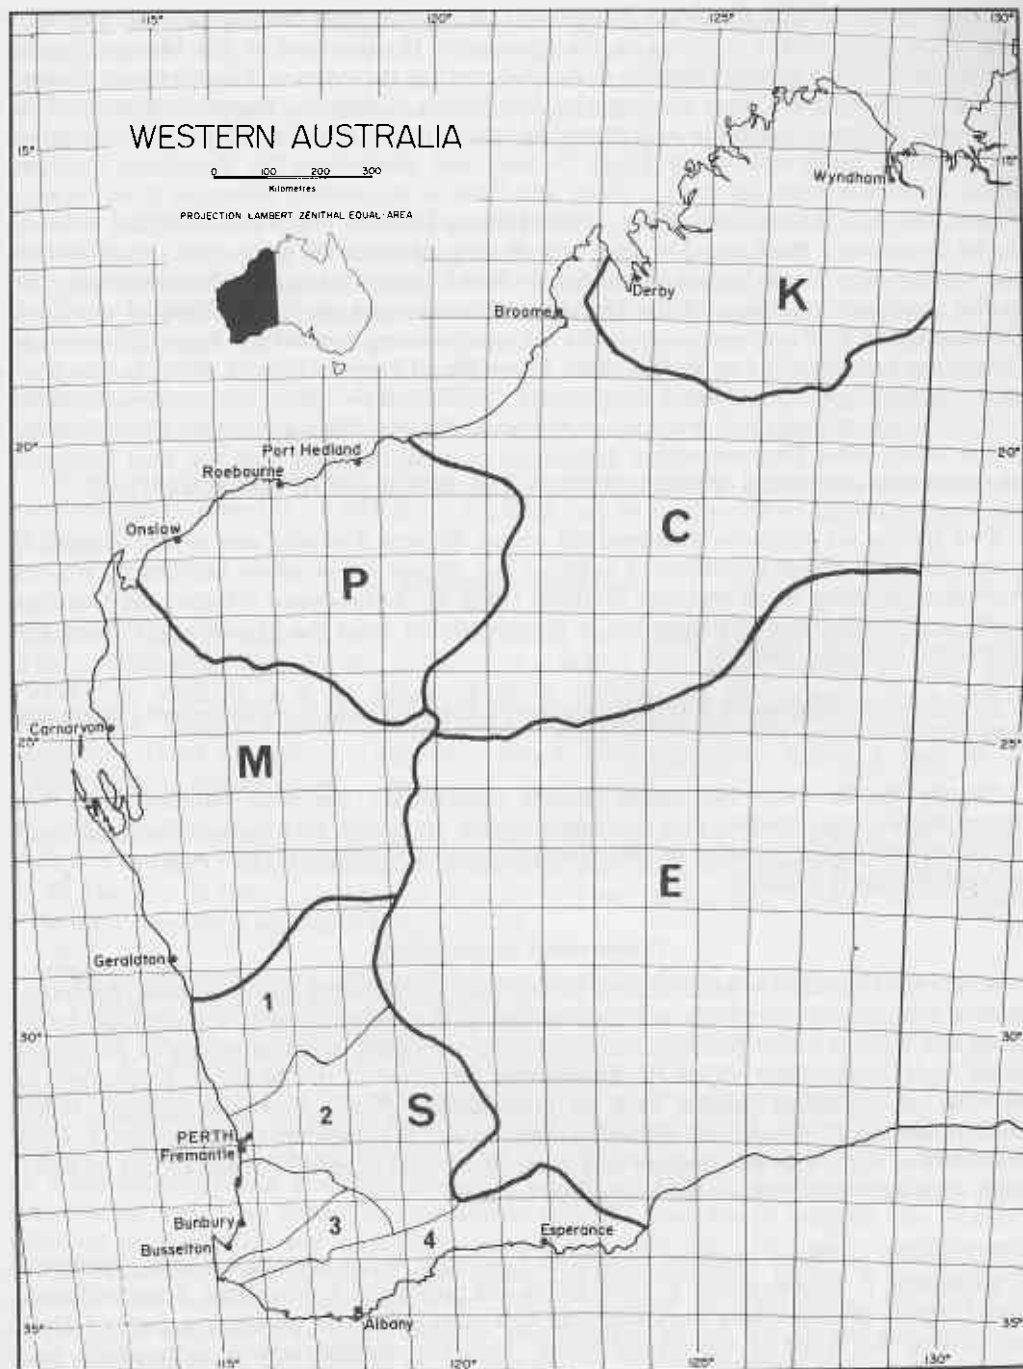 115° 120° 125° 130°
WESTERN AUSTRALIA
15° 15°
0 100 200 300
Kilometres
Wyndham
PROJECTION LAMBERT ZENITHAL EQUAL-AREA
Derby
K
Broome
20° 20°
Port Hedland
Roebourne
Onslow
C
P
Carnarvon
25° 25°
M
E
Geraldton
1
30° 30°
S
2
PERTH
Fremantle
Bunbury
3
Esperance
Busselton
4
Albany
35° 35°
115° 120° 125° 130°